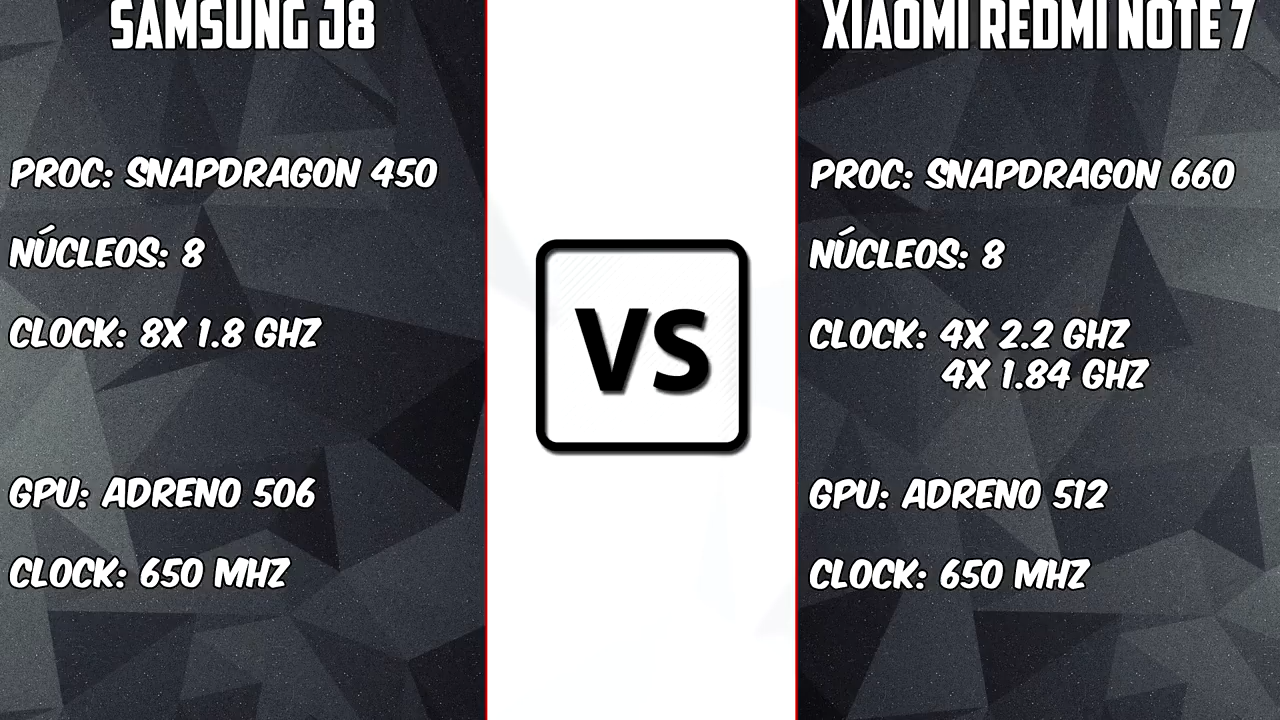 SAMSUNG J8
PROC: SNAPDRAGON 450
NÚCLEOS: 8
CLOCK: 8X 1.8 GHZ
GPU: ADRENO 506
CLOCK: 650 MHZ
VS
XIAOMI REDMI NOTE 7
PROC: SNAPDRAGON 660
NÚCLEOS: 8
CLOCK: 4X 2.2 GHZ
4X 1.84 GHZ
GPU: ADRENO 512
CLOCK: 650 MHZ